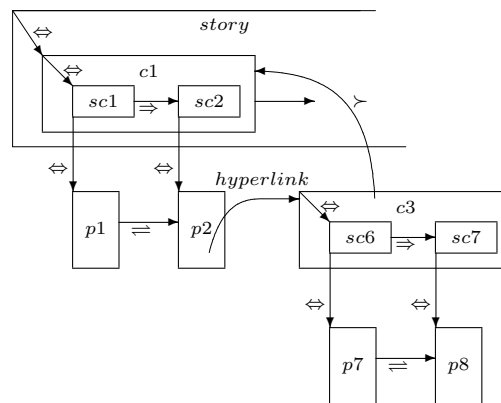 story
⇔
c1
⇔
sc1
⇒
sc2
≻
⇔
⇔
hyperlink
p1
⇌
p2
c3
⇔
sc6
⇒
sc7
⇔
⇔
p7
⇌
p8